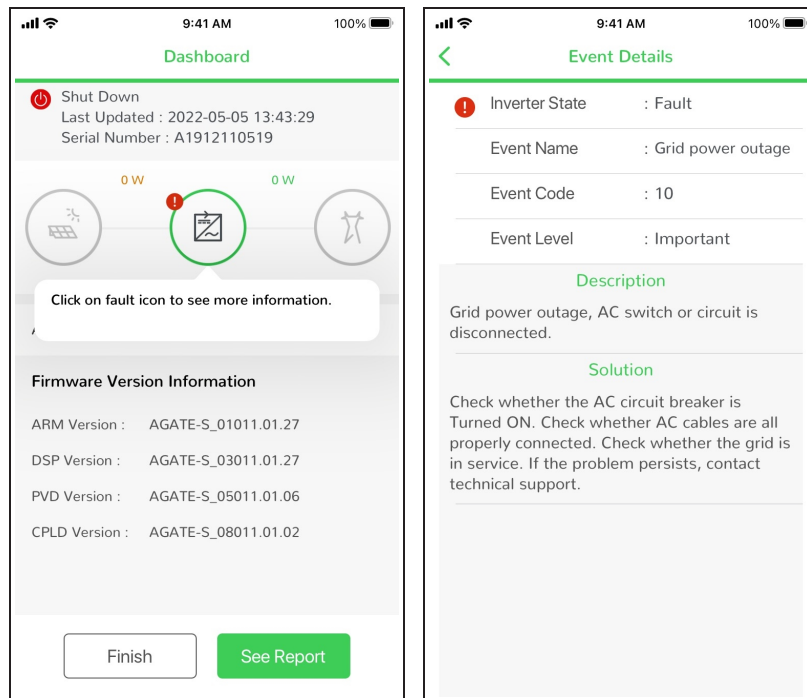 9:41 AM
100%
Dashboard
Shut Down
Last Updated : 2022-05-05 13:43:29
Serial Number : A1912110519
0 W
0 W
Click on fault icon to see more information.
Firmware Version Information
ARM Version : AGATE-S_01011.01.27
DSP Version : AGATE-S_03011.01.27
PVD Version : AGATE-S_05011.01.06
CPLD Version : AGATE-S_08011.01.02
Finish
See Report
9:41 AM
100%
Event Details
Inverter State : Fault
Event Name : Grid power outage
Event Code : 10
Event Level : Important
Description
Grid power outage, AC switch or circuit is
disconnected.
Solution
Check whether the AC circuit breaker is
Turned ON. Check whether AC cables are all
properly connected. Check whether the grid is
in service. If the problem persists, contact
technical support.